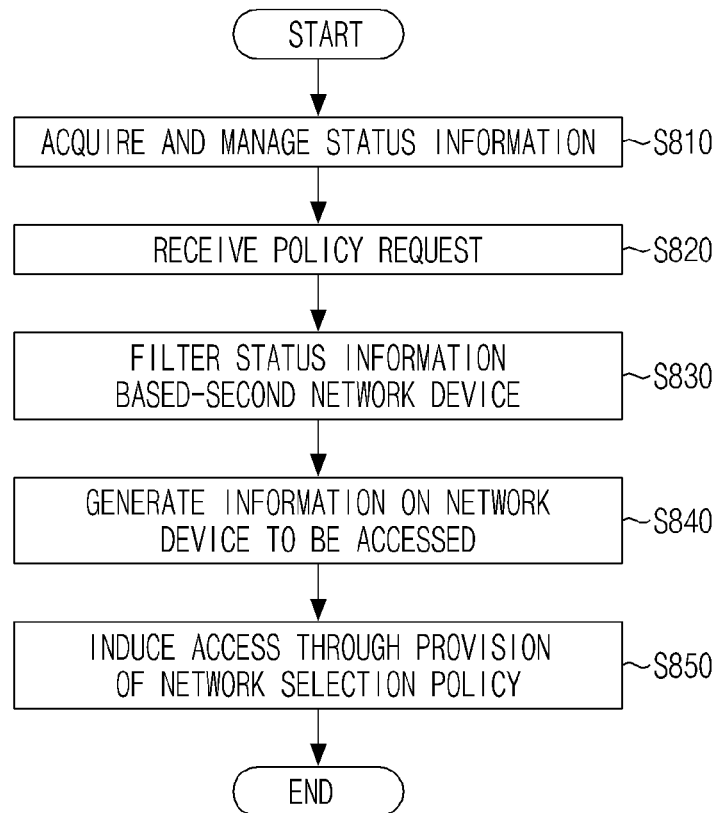 START
ACQUIRE AND MANAGE STATUS INFORMATION
S810
RECEIVE POLICY REQUEST
S820
FILTER STATUS INFORMATION
BASED-SECOND NETWORK DEVICE
S830
GENERATE INFORMATION ON NETWORK
DEVICE TO BE ACCESSED
S840
INDUCE ACCESS THROUGH PROVISION
OF NETWORK SELECTION POLICY
S850
END